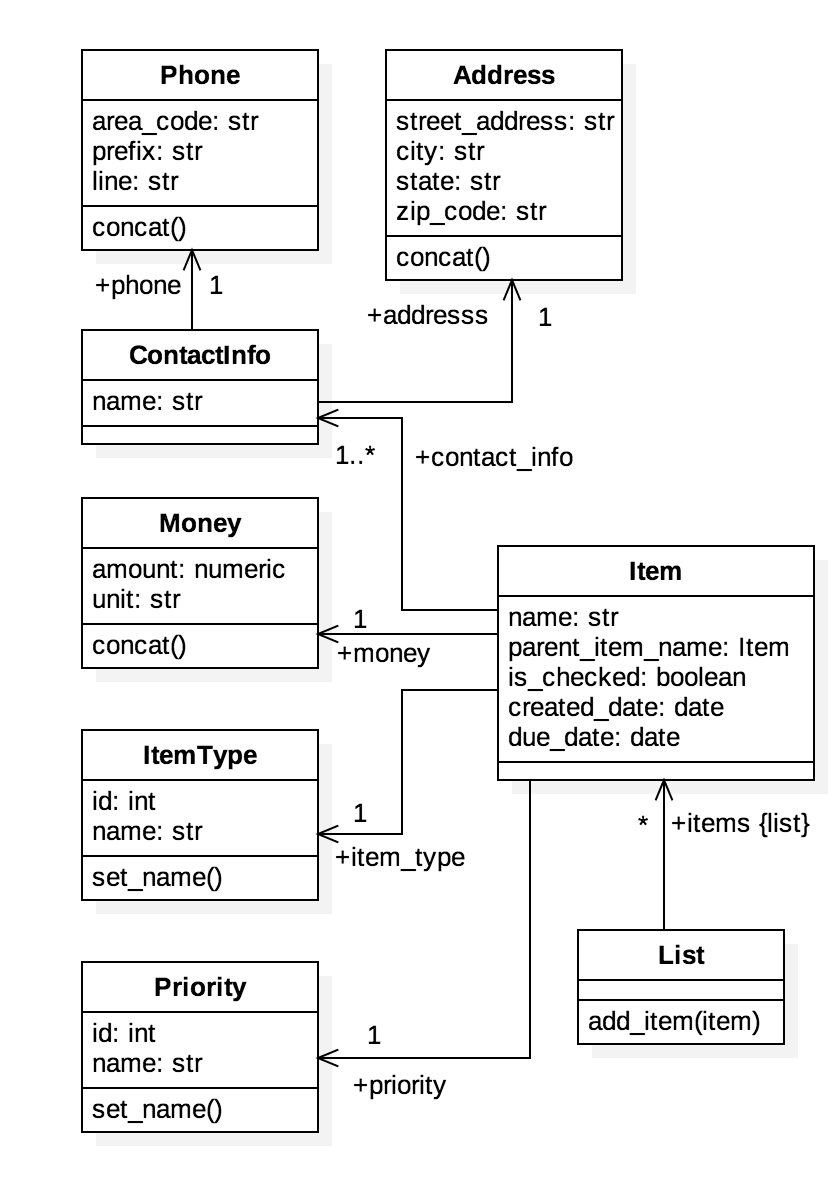 Phone
area_code: str
prefix: str
line: str
concat()
Address
street_address: str
city: str
state: str
zip_code: str
concat()
+phone 1
+addresss 1
ContactInfo
name: str
1..* +contact_info
Money
amount: numeric
unit: str
concat()
1
+money
Item
name: str
parent_item_name: Item
is_checked: boolean
created_date: date
due_date: date
ItemType
id: int
name: str
set_name()
1
+item_type
* +items {list}
List
add_item(item)
Priority
id: int
name: str
set_name()
1
+priority